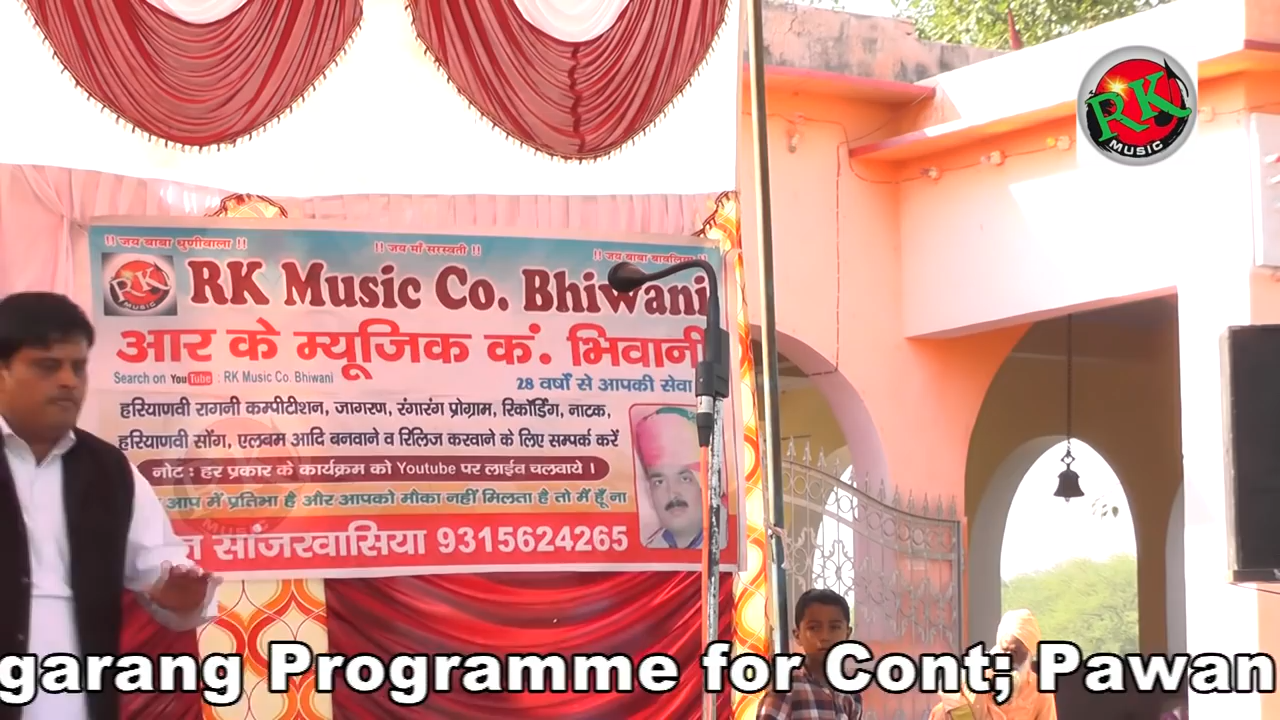 RK
MUSIC
!! जय बाबा धुणीवाला !! !! जय माँ सरस्वती !! !! जय बाबा
RK
MUSIC
RK Music Co. Bhiwani
आर के म्यूजिक कं. भिवानी
Search on YouTube : RK Music Co. Bhiwani
28 वर्षों से आपकी सेवा
हरियाणवी रागनी कम्पीटीशन, जागरण, रंगारंग प्रोग्राम, रिकॉर्डिंग, नाटक,
हरियाणवी सोंग, एलबम आदि बनवाने व रिलिज करवाने के लिए सम्पर्क करें
नोट : हर प्रकार के कार्यक्रम को Youtube पर लाईव चलवाये ।
आप में प्रतिभा है और आपको मौका नहीं मिलता है तो मैं हूँ ना
सांजरवासिया 9315624265
garang Programme for Cont; Pawan